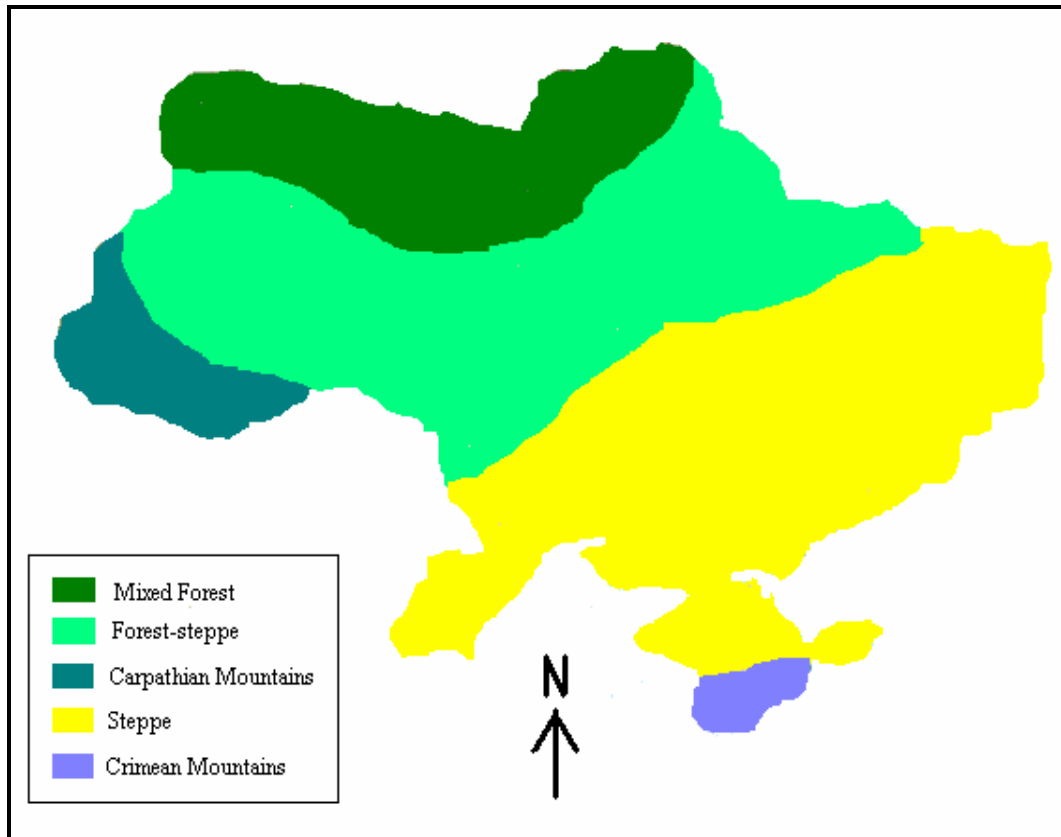 Mixed Forest
Forest-steppe
Carpathian Mountains
Steppe
Crimean Mountains
N